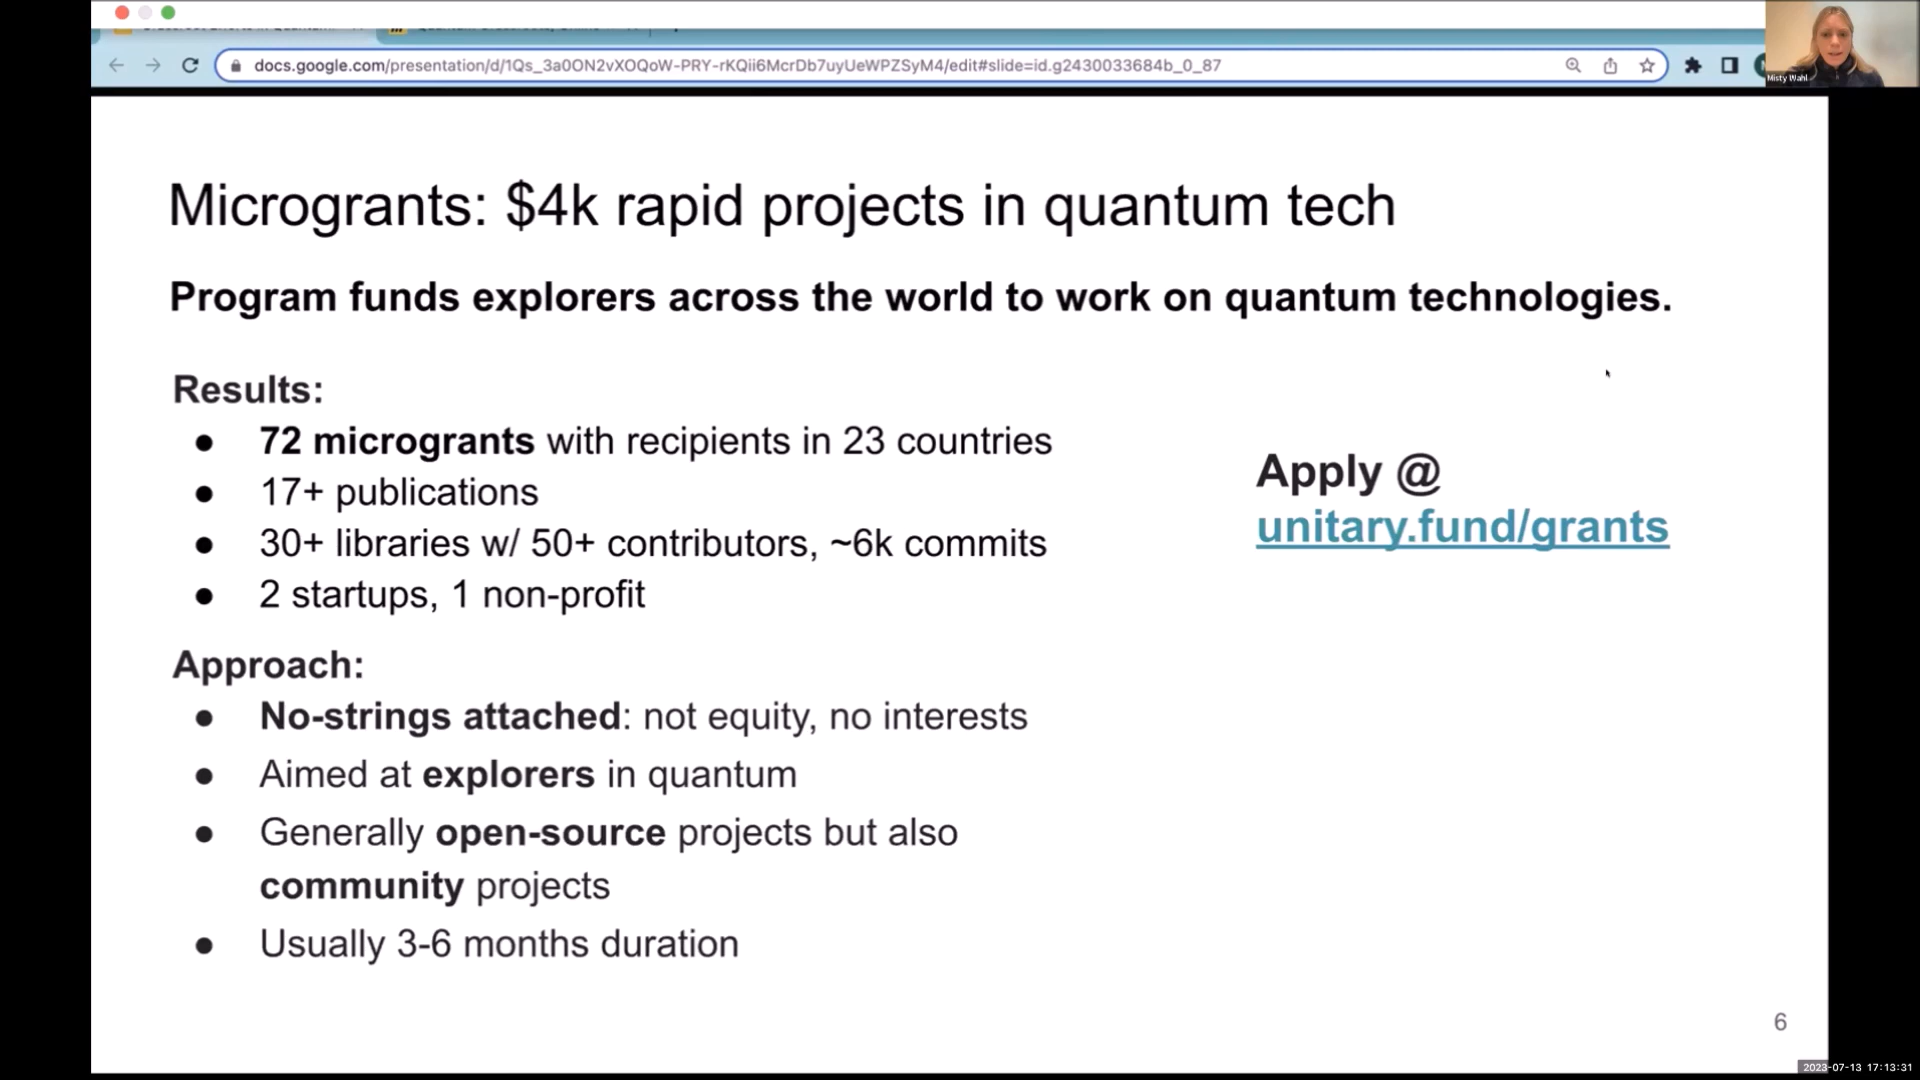 docs.google.com/presentation/d/1Qs_3a0ON2vXOQoW-PRY-rKQii6McrDb7uyUeWPZSyM4/edit#slide=id.g2430033684b_0_87
Misty Wahl
Microgrants: $4k rapid projects in quantum tech
Program funds explorers across the world to work on quantum technologies.
Results:
● 72 microgrants with recipients in 23 countries
● 17+ publications
● 30+ libraries w/ 50+ contributors, ~6k commits
● 2 startups, 1 non-profit
Apply @
unitary.fund/grants
Approach:
● No-strings attached: not equity, no interests
● Aimed at explorers in quantum
● Generally open-source projects but also
community projects
● Usually 3-6 months duration
6
2023-07-13 17:13:31